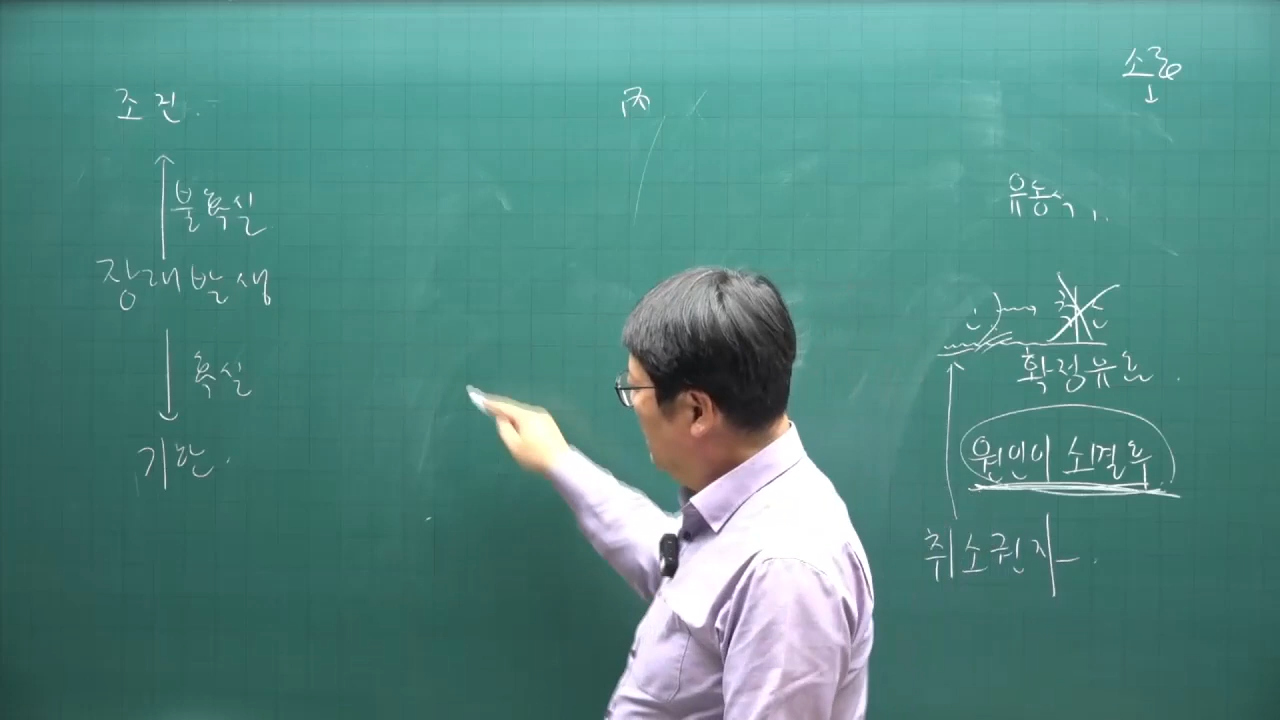 조건.
불확실
장래발생
확실
기한.
丙
소급
유동적
확정유효.
원인이 소멸 후
취소권자